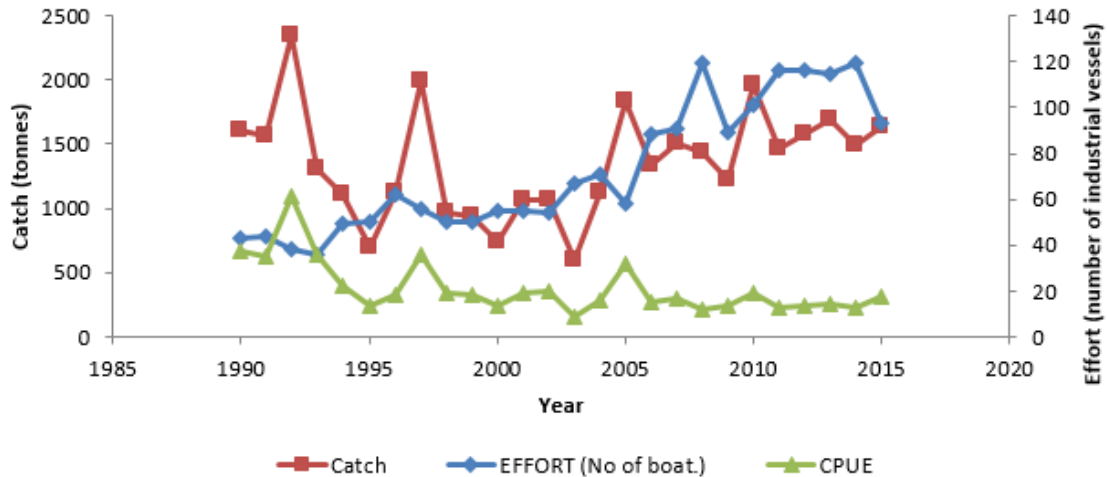 2500
2000
1500
1000
500
0
Catch (tonnes)
140
120
100
80
60
40
20
0
Effort (number of industrial vessels)
1985 1990 1995 2000 2005 2010 2015 2020
Year
Catch EFFORT (No of boat.) CPUE